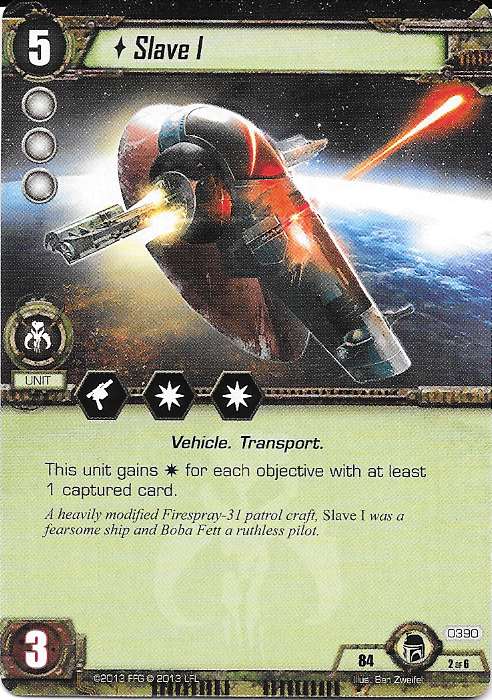 5
Slave I
UNIT
Vehicle. Transport.
This unit gains ✷ for each objective with at least
1 captured card.
A heavily modified Firespray-31 patrol craft, Slave I was a
fearsome ship and Boba Fett a ruthless pilot.
3
84
0390
2 OF 6
©2013 FFG © 2013 LFL
Illus. Ben Zweifel